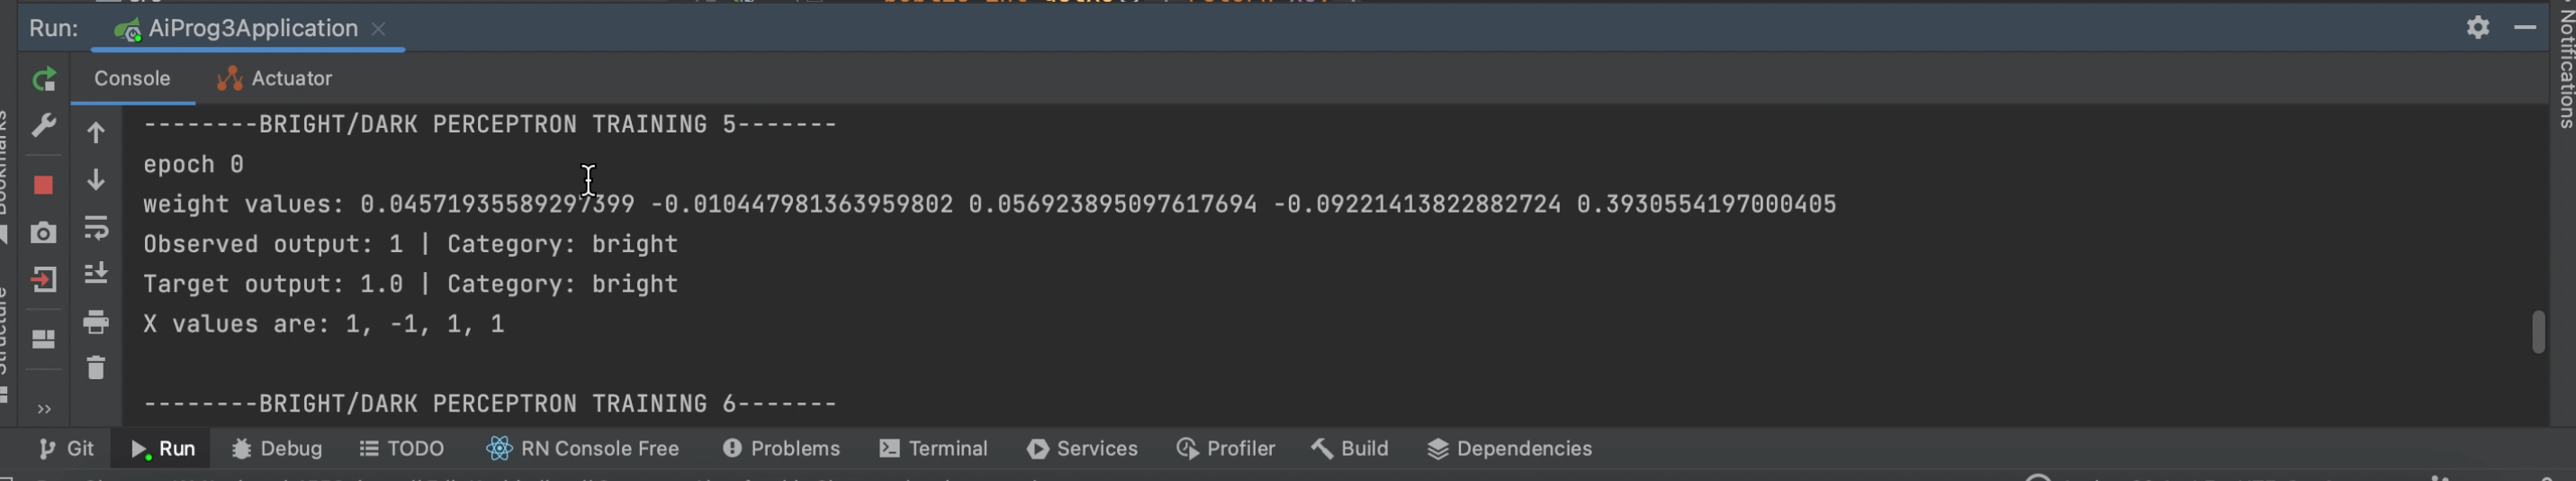 Run: AiProg3Application
Console Actuator
--------BRIGHT/DARK PERCEPTRON TRAINING 5-------
epoch 0
weight values: 0.04571935589297399 -0.010447981363959802 0.056923895097617694 -0.09221413822882724 0.3930554197000405
Observed output: 1 | Category: bright
Target output: 1.0 | Category: bright
X values are: 1, -1, 1, 1
--------BRIGHT/DARK PERCEPTRON TRAINING 6-------
Git Run Debug TODO RN Console Free Problems Terminal Services Profiler Build Dependencies
Notifications
Bookmarks
Structure